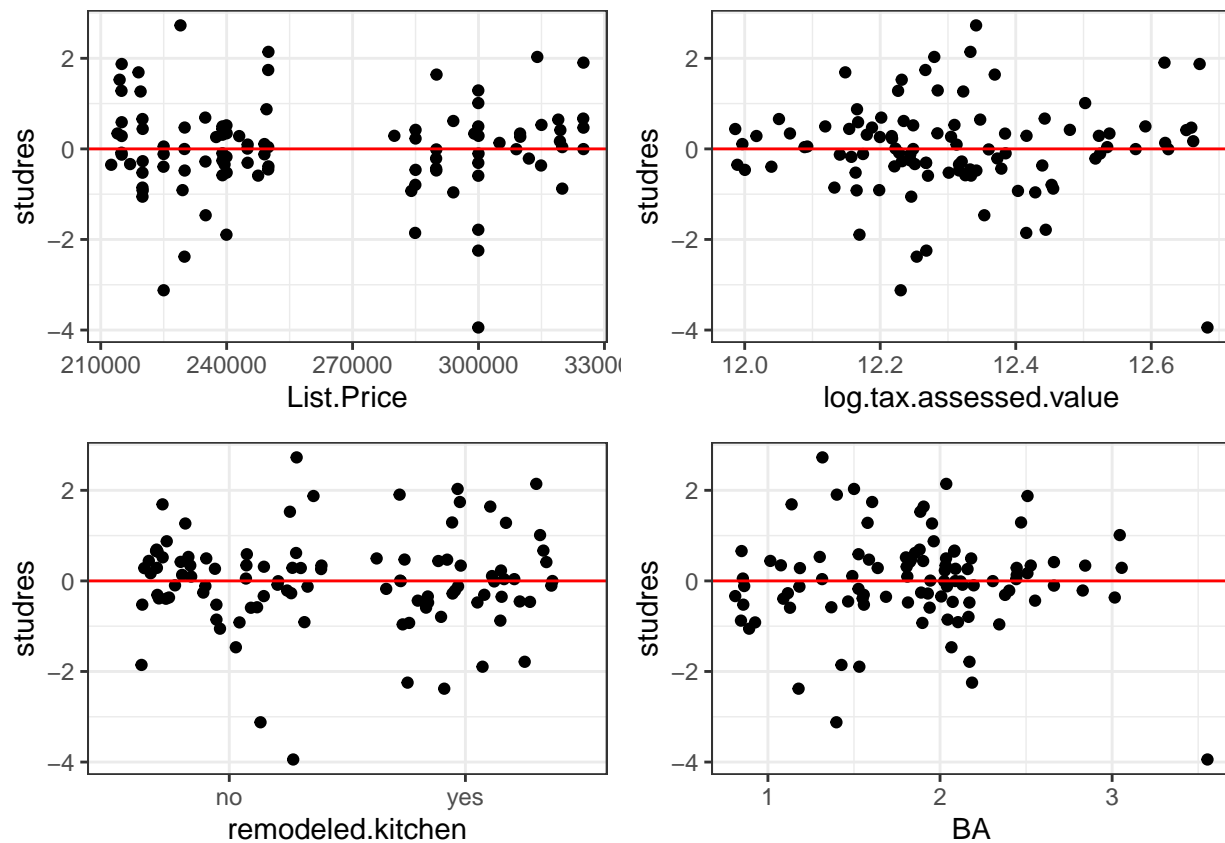 2
0
−2
−4
studres
210000 240000 270000 300000 33000
List.Price
2
0
−2
−4
studres
12.0 12.2 12.4 12.6
log.tax.assessed.value
2
0
−2
−4
studres
no yes
remodeled.kitchen
2
0
−2
−4
studres
1 2 3
BA